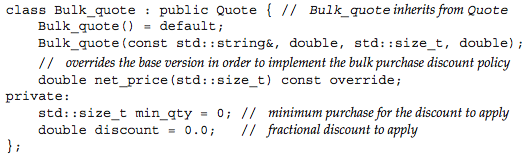 class Bulk_quote : public Quote { // Bulk_quote inherits from Quote
    Bulk_quote() = default;
    Bulk_quote(const std::string&, double, std::size_t, double);
    // overrides the base version in order to implement the bulk purchase discount policy
    double net_price(std::size_t) const override;
private:
    std::size_t min_qty = 0; // minimum purchase for the discount to apply
    double discount = 0.0;   // fractional discount to apply
};